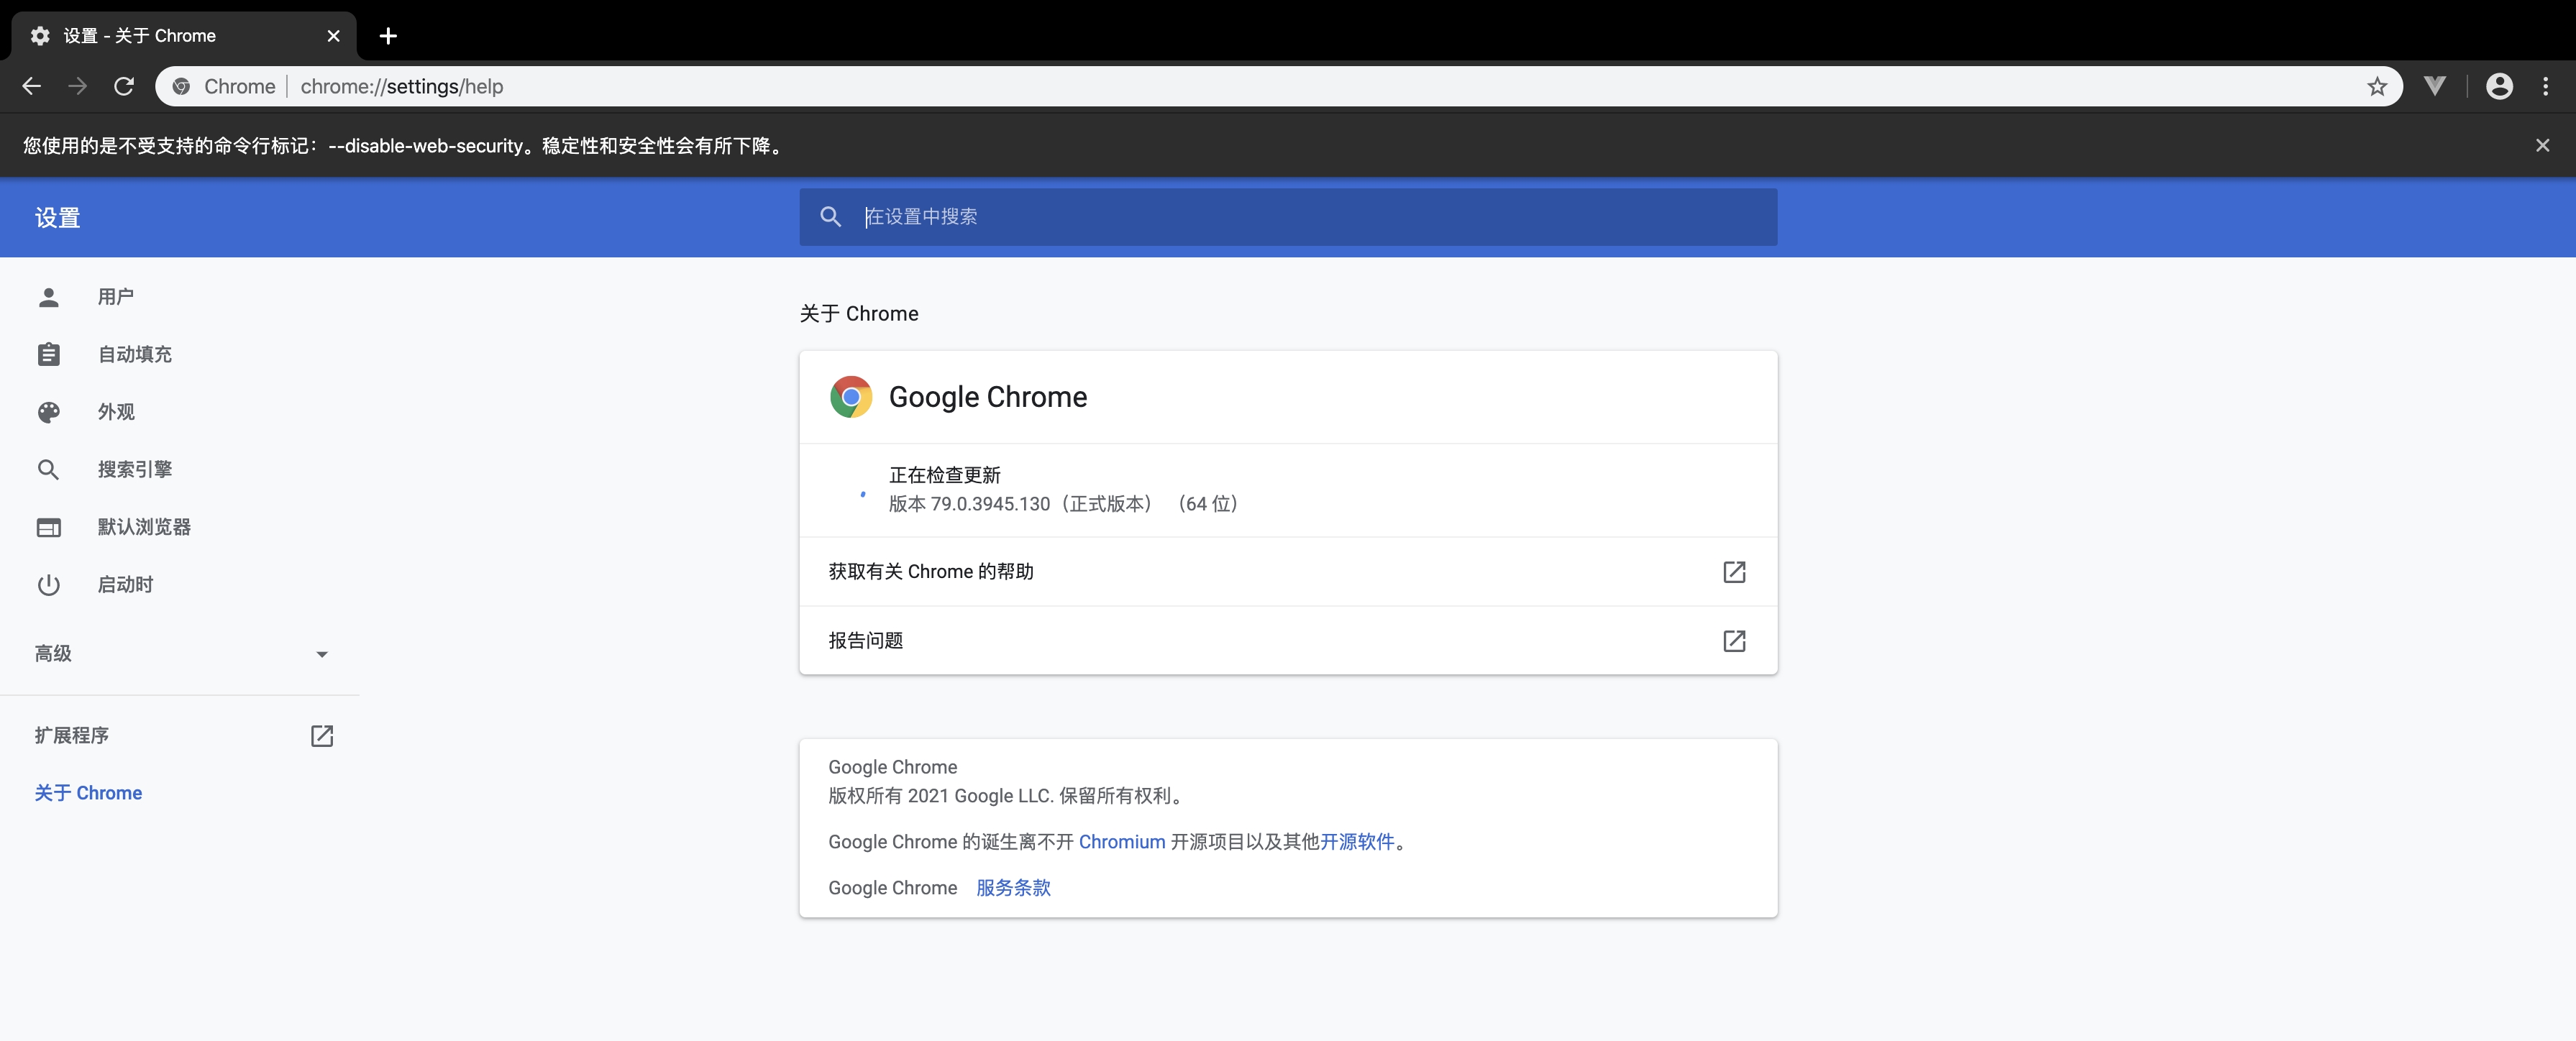 设置 - 关于 Chrome
Chrome
chrome://settings/help
您使用的是不受支持的命令行标记：--disable-web-security。稳定性和安全性会有所下降。
设置
在设置中搜索
用户
自动填充
外观
搜索引擎
默认浏览器
启动时
高级
扩展程序
关于 Chrome
关于 Chrome
Google Chrome
正在检查更新
版本 79.0.3945.130（正式版本） （64 位）
获取有关 Chrome 的帮助
报告问题
Google Chrome
版权所有 2021 Google LLC. 保留所有权利。
Google Chrome 的诞生离不开 Chromium 开源项目以及其他开源软件。
Google Chrome 服务条款